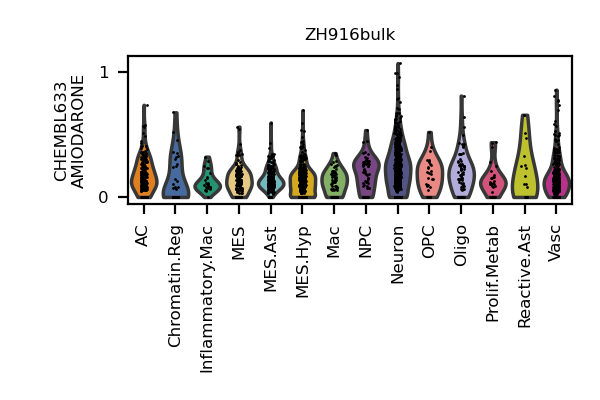 ZH916bulk
CHEMBL633
AMIODARONE
1
0
AC
Chromatin.Reg
Inflammatory.Mac
MES
MES.Ast
MES.Hyp
Mac
NPC
Neuron
OPC
Oligo
Prolif.Metab
Reactive.Ast
Vasc